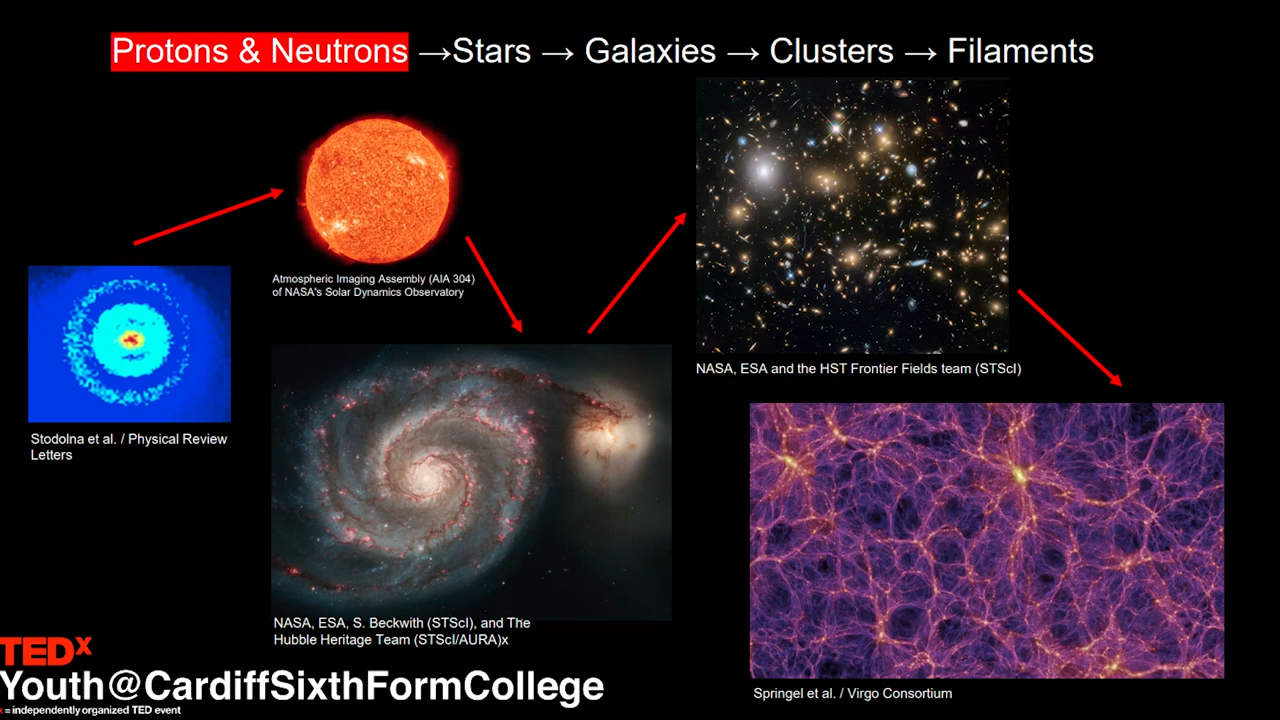 Protons & Neutrons →Stars → Galaxies → Clusters → Filaments
Atmospheric Imaging Assembly (AIA 304)
of NASA's Solar Dynamics Observatory
NASA, ESA and the HST Frontier Fields team (STScI)
Stodolna et al. / Physical Review
Letters
NASA, ESA, S. Beckwith (STScI), and The
Hubble Heritage Team (STScI/AURA)x
Springel et al. / Virgo Consortium
TEDx
Youth@CardiffSixthFormCollege
x = independently organized TED event